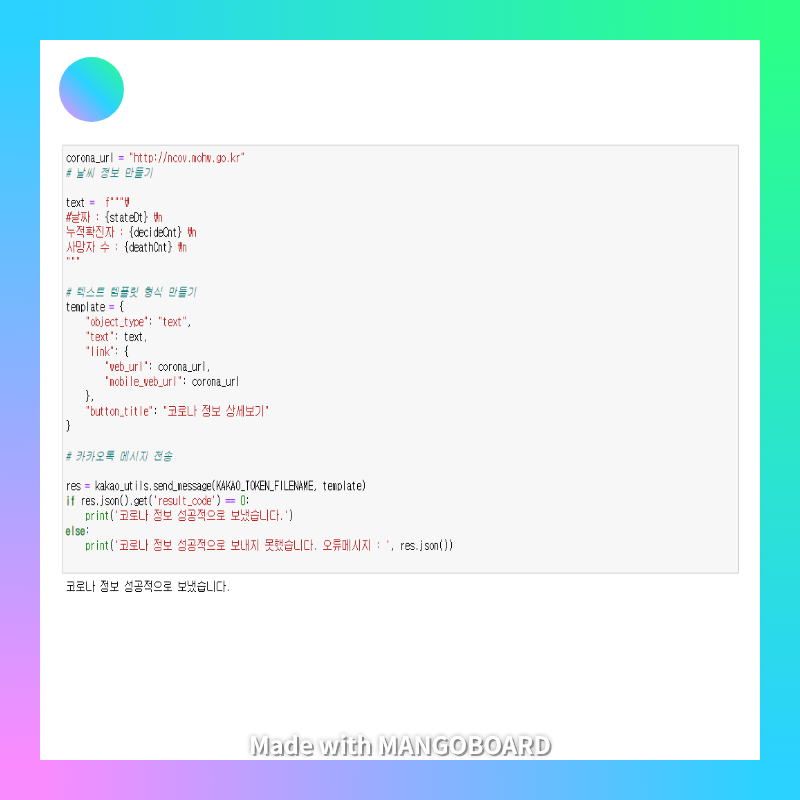 corona_url = "http://ncov.mohw.go.kr"
# 날씨 정보 만들기
text =  f"""₩
#날짜 : {stateDt} ₩n
누적확진자 : {decideCnt} ₩n
사망자 수 : {deathCnt} ₩n
"""
# 텍스트 템플릿 형식 만들기
template = {
    "object_type": "text",
    "text": text,
    "link": {
        "web_url": corona_url,
        "mobile_web_url": corona_url
    },
    "button_title": "코로나 정보 상세보기"
}
# 카카오톡 메시지 전송
res = kakao_utils.send_message(KAKAO_TOKEN_FILENAME, template)
if res.json().get('result_code') == 0:
    print('코로나 정보 성공적으로 보냈습니다.')
else:
    print('코로나 정보 성공적으로 보내지 못했습니다. 오류메시지 : ', res.json())
코로나 정보 성공적으로 보냈습니다.
Made with MANGOBOARD